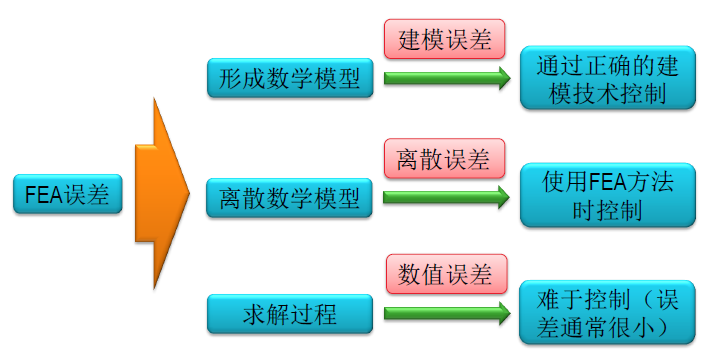 FEA误差
形成数学模型
建模误差
通过正确的建
模技术控制
离散数学模型
离散误差
使用FEA方法
时控制
求解过程
数值误差
难于控制（误
差通常很小）